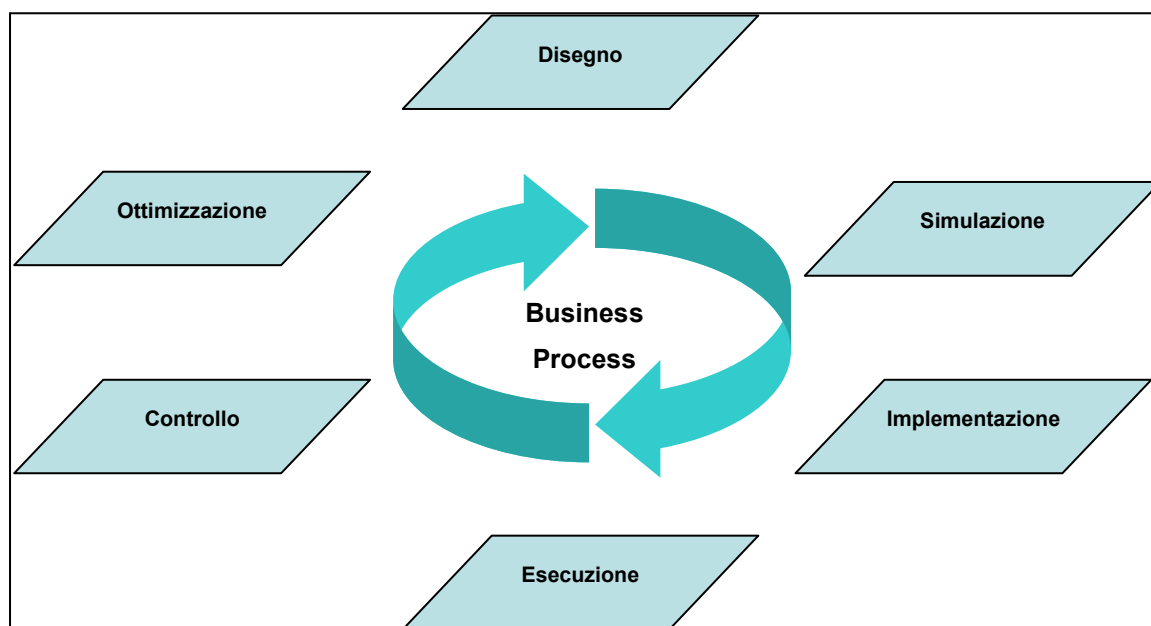 Disegno
Ottimizzazione
Simulazione
Business
Process
Controllo
Implementazione
Esecuzione